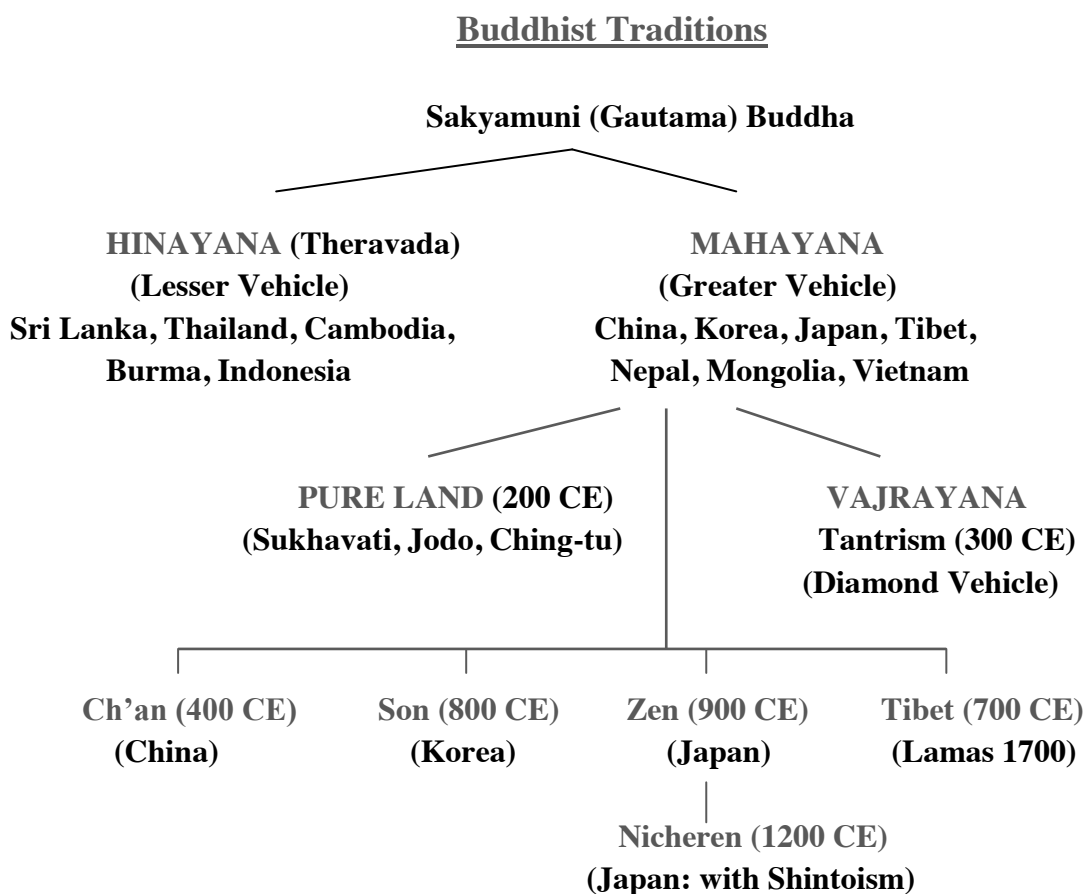 Buddhist Traditions
Sakyamuni (Gautama) Buddha
HINAYANA (Theravada)
(Lesser Vehicle)
Sri Lanka, Thailand, Cambodia,
Burma, Indonesia
MAHAYANA
(Greater Vehicle)
China, Korea, Japan, Tibet,
Nepal, Mongolia, Vietnam
PURE LAND (200 CE)
(Sukhavati, Jodo, Ching-tu)
VAJRAYANA
Tantrism (300 CE)
(Diamond Vehicle)
Ch’an (400 CE)
(China)
Son (800 CE)
(Korea)
Zen (900 CE)
(Japan)
Tibet (700 CE)
(Lamas 1700)
Nicheren (1200 CE)
(Japan: with Shintoism)